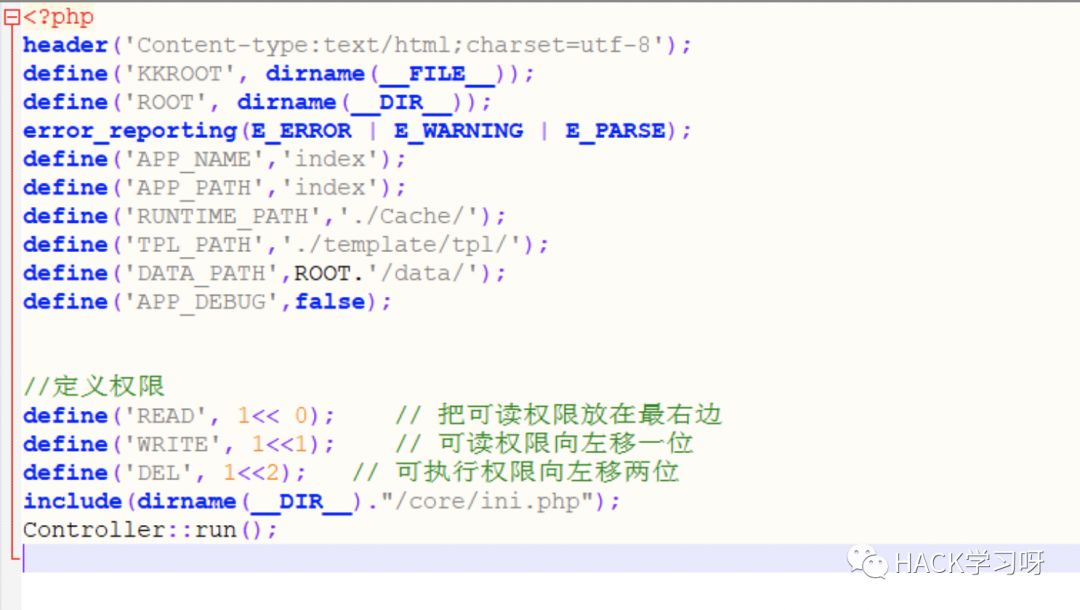 <?php
header('Content-type:text/html;charset=utf-8');
define('KKROOT', dirname(__FILE__));
define('ROOT', dirname(__DIR__));
error_reporting(E_ERROR | E_WARNING | E_PARSE);
define('APP_NAME','index');
define('APP_PATH','index');
define('RUNTIME_PATH','./Cache/');
define('TPL_PATH','./template/tpl/');
define('DATA_PATH',ROOT.'/data/');
define('APP_DEBUG',false);
//定义权限
define('READ', 1<< 0);    // 把可读权限放在最右边
define('WRITE', 1<<1);    // 可读权限向左移一位
define('DEL', 1<<2);   // 可执行权限向左移两位
include(dirname(__DIR__)."/core/ini.php");
Controller::run();
HACK学习呀